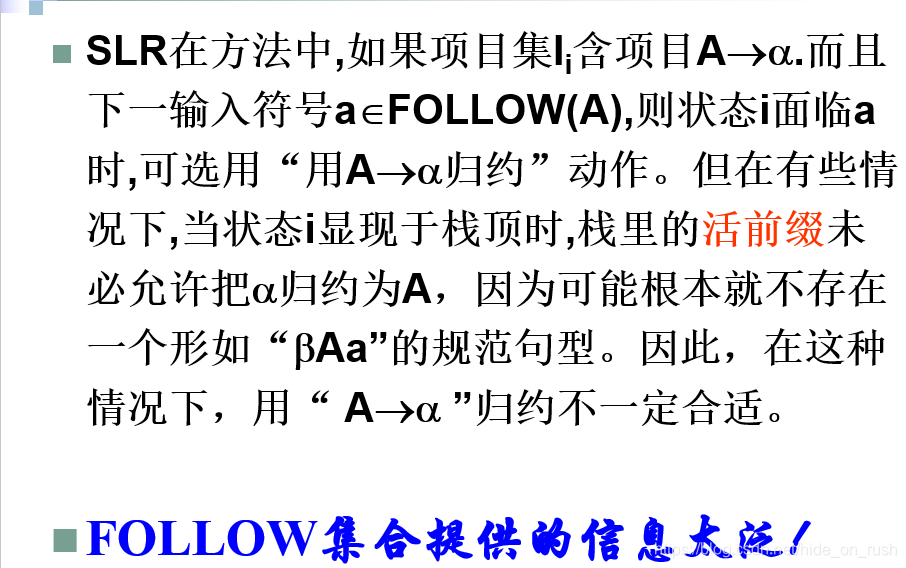 SLR在方法中,如果项目集Ii含项目A→α.而且
下一输入符号a∈FOLLOW(A),则状态i面临a
时,可选用“用A→α归约”动作。但在有些情
况下,当状态i显现于栈顶时,栈里的活前缀未
必允许把α归约为A，因为可能根本就不存在
一个形如“βAa”的规范句型。因此，在这种
情况下，用“ A→α ”归约不一定合适。
FOLLOW集合提供的信息太泛!
https://blog.csdn.net/hide_on_rush